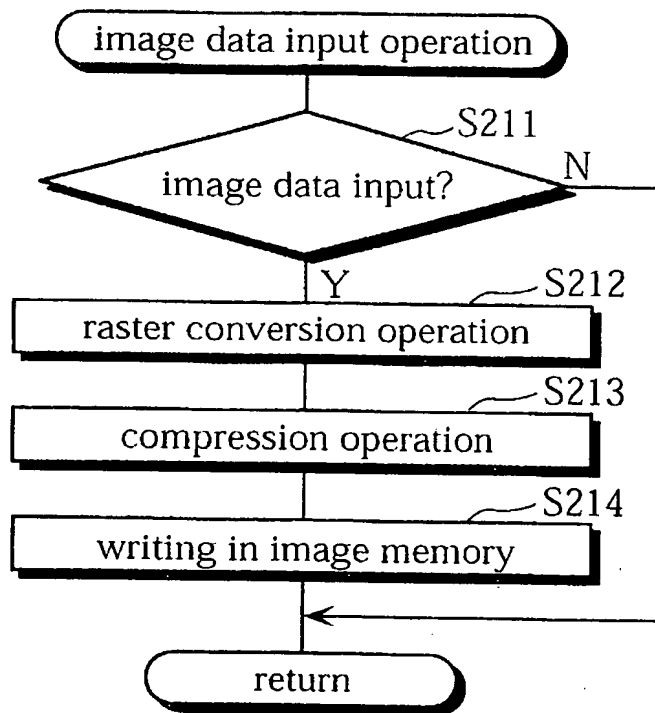 image data input operation
S211
image data input?
N
Y
S212
raster conversion operation
S213
compression operation
S214
writing in image memory
return